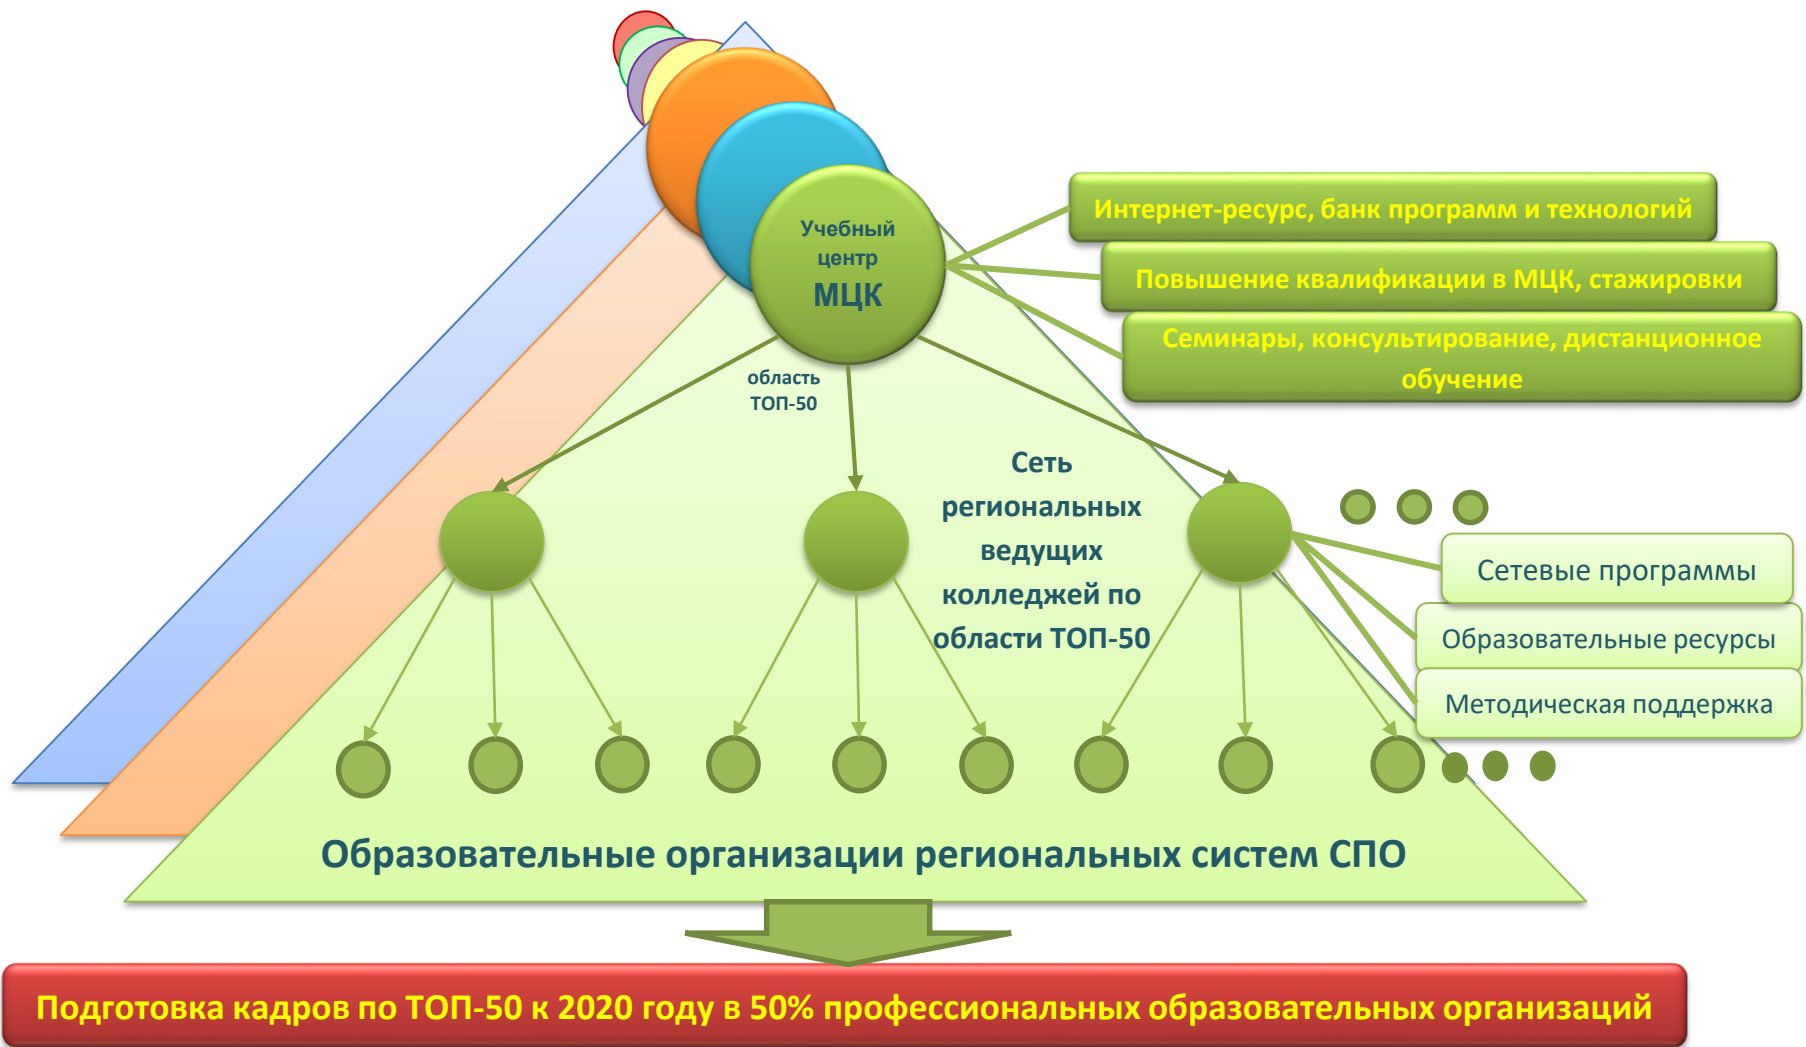 Учебный
центр
МЦК
Интернет-ресурс, банк программ и технологий
Повышение квалификации в МЦК, стажировки
Семинары, консультирование, дистанционное
обучение
область
ТОП-50
Сеть
региональных
ведущих
колледжей по
области ТОП-50
Сетевые программы
Образовательные ресурсы
Методическая поддержка
Образовательные организации региональных систем СПО
Подготовка кадров по ТОП-50 к 2020 году в 50% профессиональных образовательных организаций